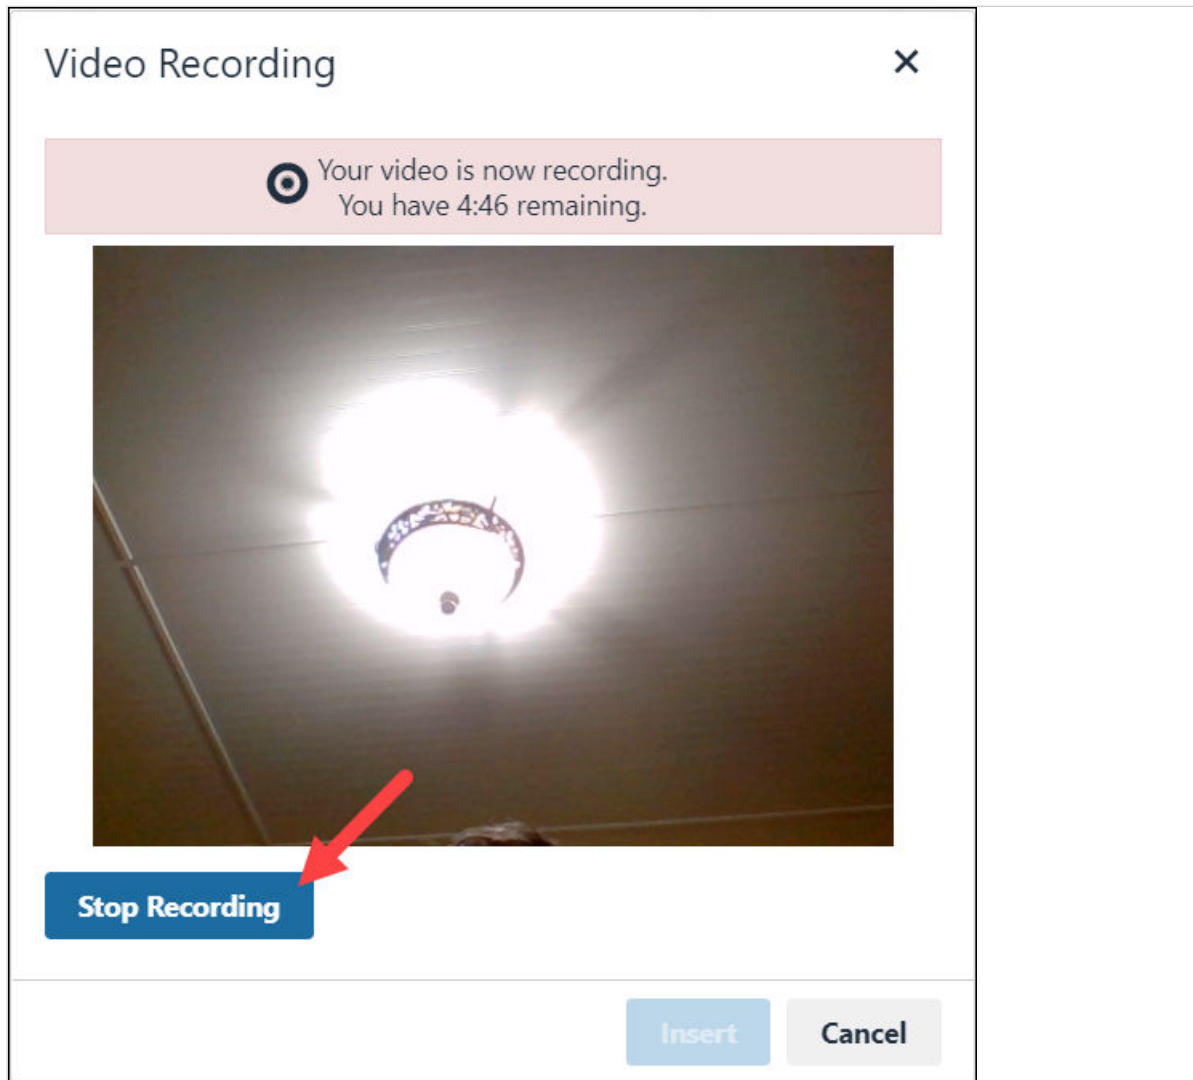 Video Recording
Your video is now recording.
You have 4:46 remaining.
Stop Recording
Insert
Cancel